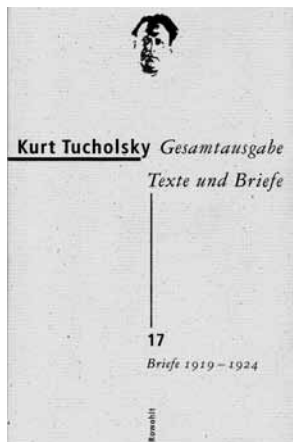 Kurt Tucholsky Gesamtausgabe
Texte und Briefe
17
Briefe 1919–1924
Rowohlt